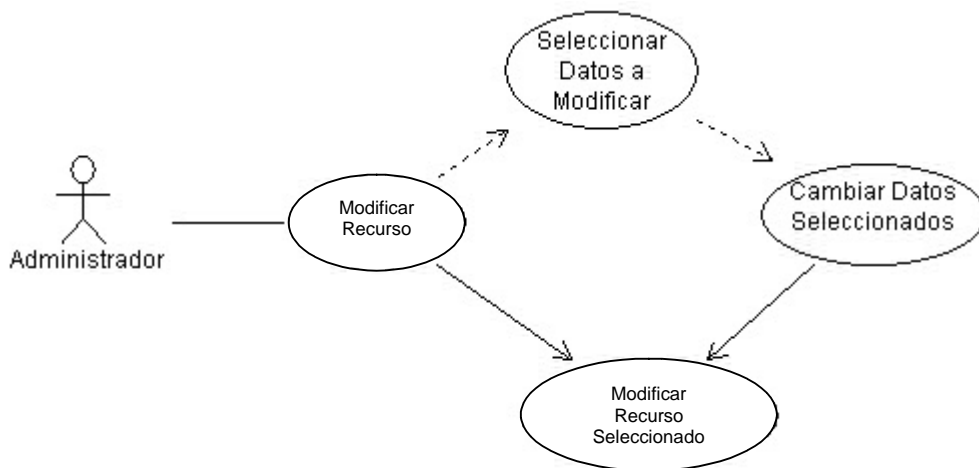 Seleccionar
Datos a
Modificar
Administrador
Modificar
Recurso
Cambiar Datos
Seleccionados
Modificar
Recurso
Seleccionado